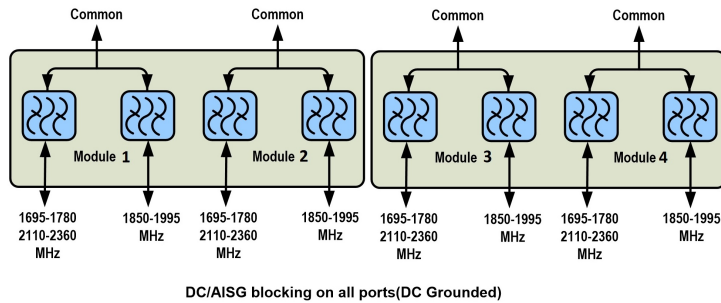 Common
Common
Common
Common
Module 1
Module 2
Module 3
Module 4
1695-1780
2110-2360
MHz
1850-1995
MHz
1695-1780
2110-2360
MHz
1850-1995
MHz
1695-1780
2110-2360
MHz
1850-1995
MHz
1695-1780
2110-2360
MHz
1850-1995
MHz
DC/AISG blocking on all ports(DC Grounded)